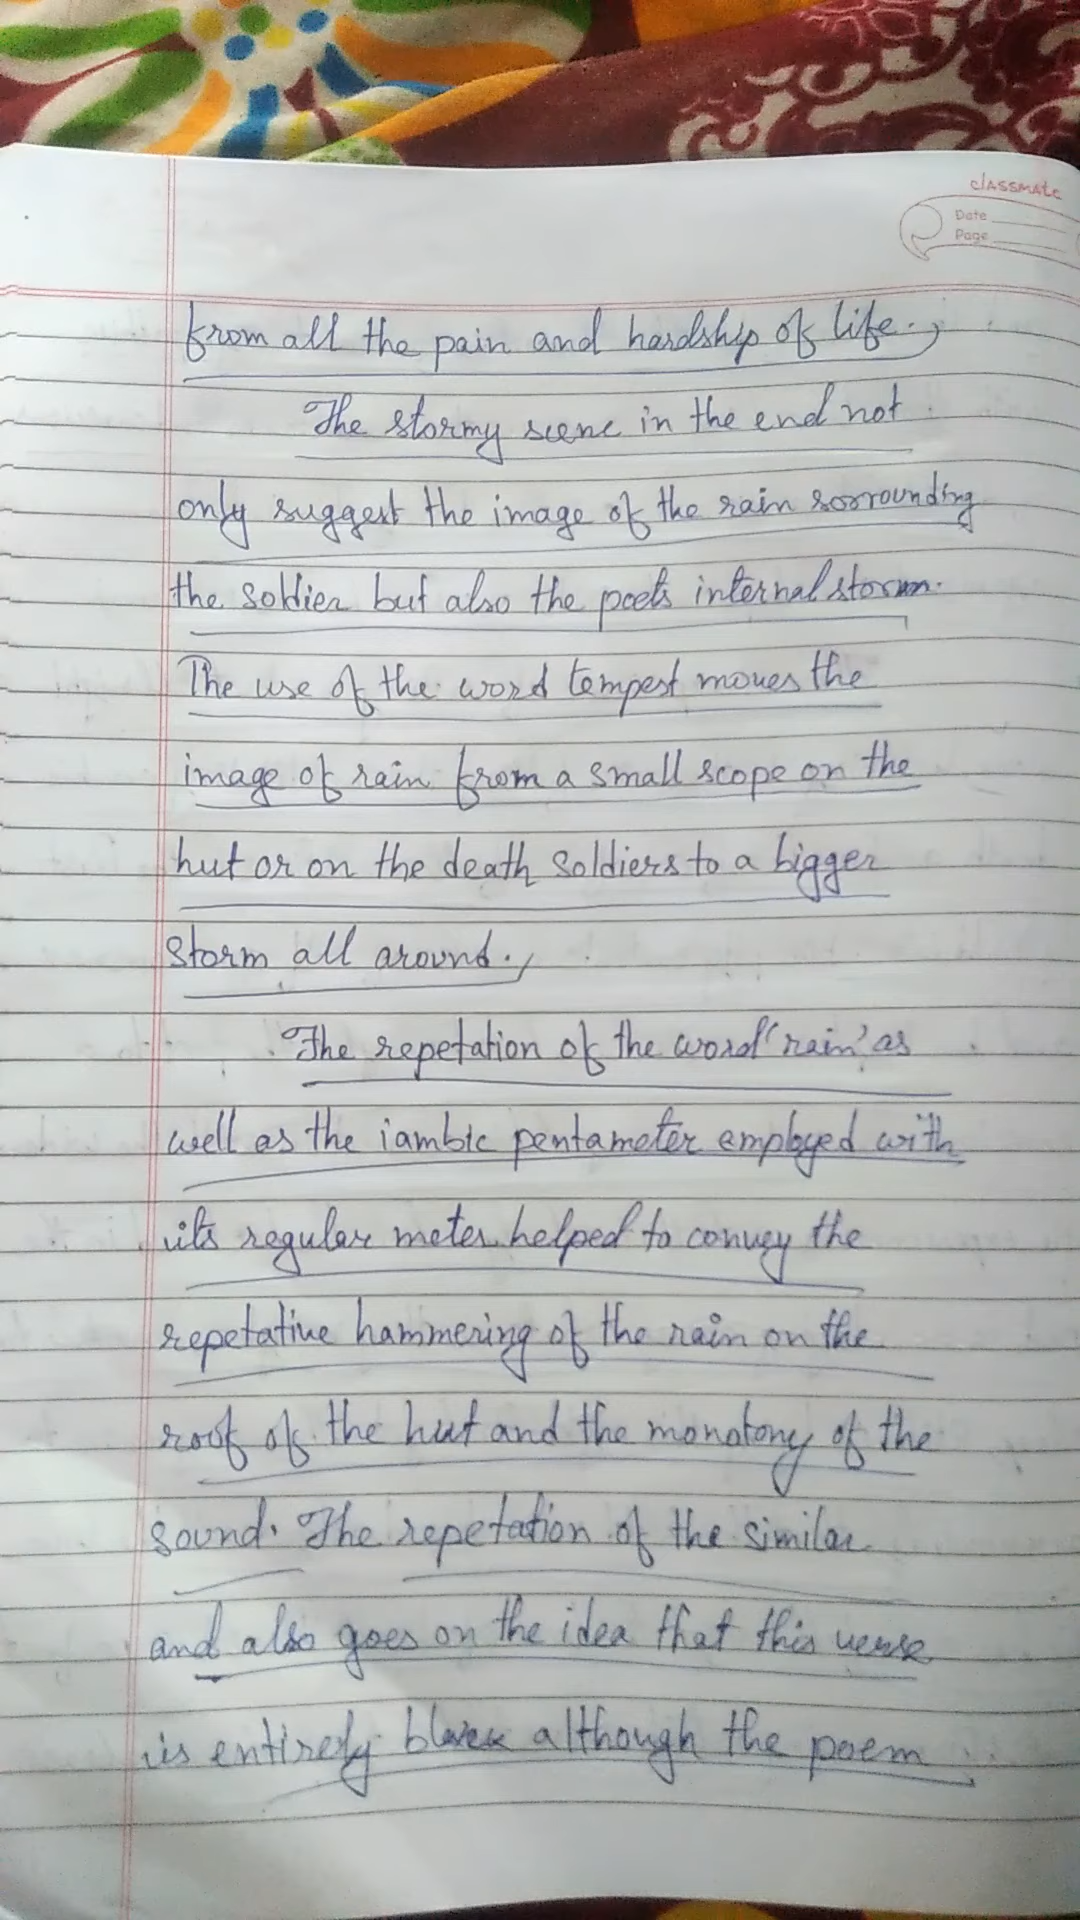 classmate
Date
Page
from all the pain and hardship of life.
The stormy scene in the end not
only suggest the image of the rain sorrounding
the soldier but also the poets internal storm.
The use of the word tempest moves the
image of rain from a small scope on the
hut or on the death soldiers to a bigger
storm all around.
The repetation of the word 'rain' as
well as the iambic pentameter employed with
its regular meter helped to convey the
repetative hammering of the rain on the
roof of the hut and the monotony of the
sound. The repetation of the similar
and also goes on the idea that this verse
is entirely although the poem